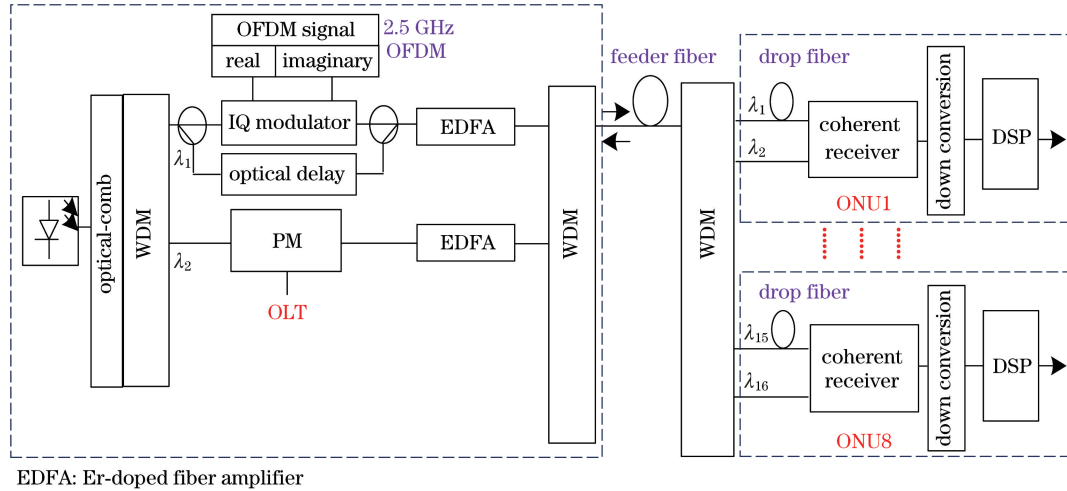 OFDM signal
real
imaginary
2.5 GHz
OFDM
IQ modulator
optical delay
EDFA
λ1
optical-comb
WDM
λ2
PM
EDFA
OLT
WDM
feeder fiber
WDM
drop fiber
λ1
λ2
coherent
receiver
down conversion
DSP
ONU1
drop fiber
λ15
λ16
coherent
receiver
down conversion
DSP
ONU8
EDFA: Er-doped fiber amplifier